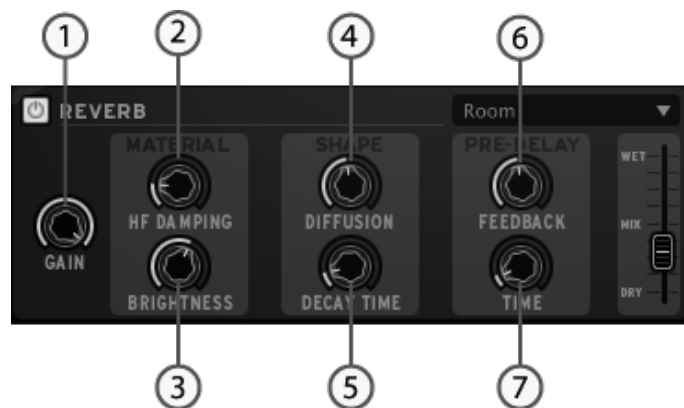 1 2 4 6
REVERB Room
MATERIAL SHAPE PRE-DELAY
WET
HF DAMPING DIFFUSION FEEDBACK MIX
GAIN
DRY
BRIGHTNESS DECAY TIME TIME
3 5 7